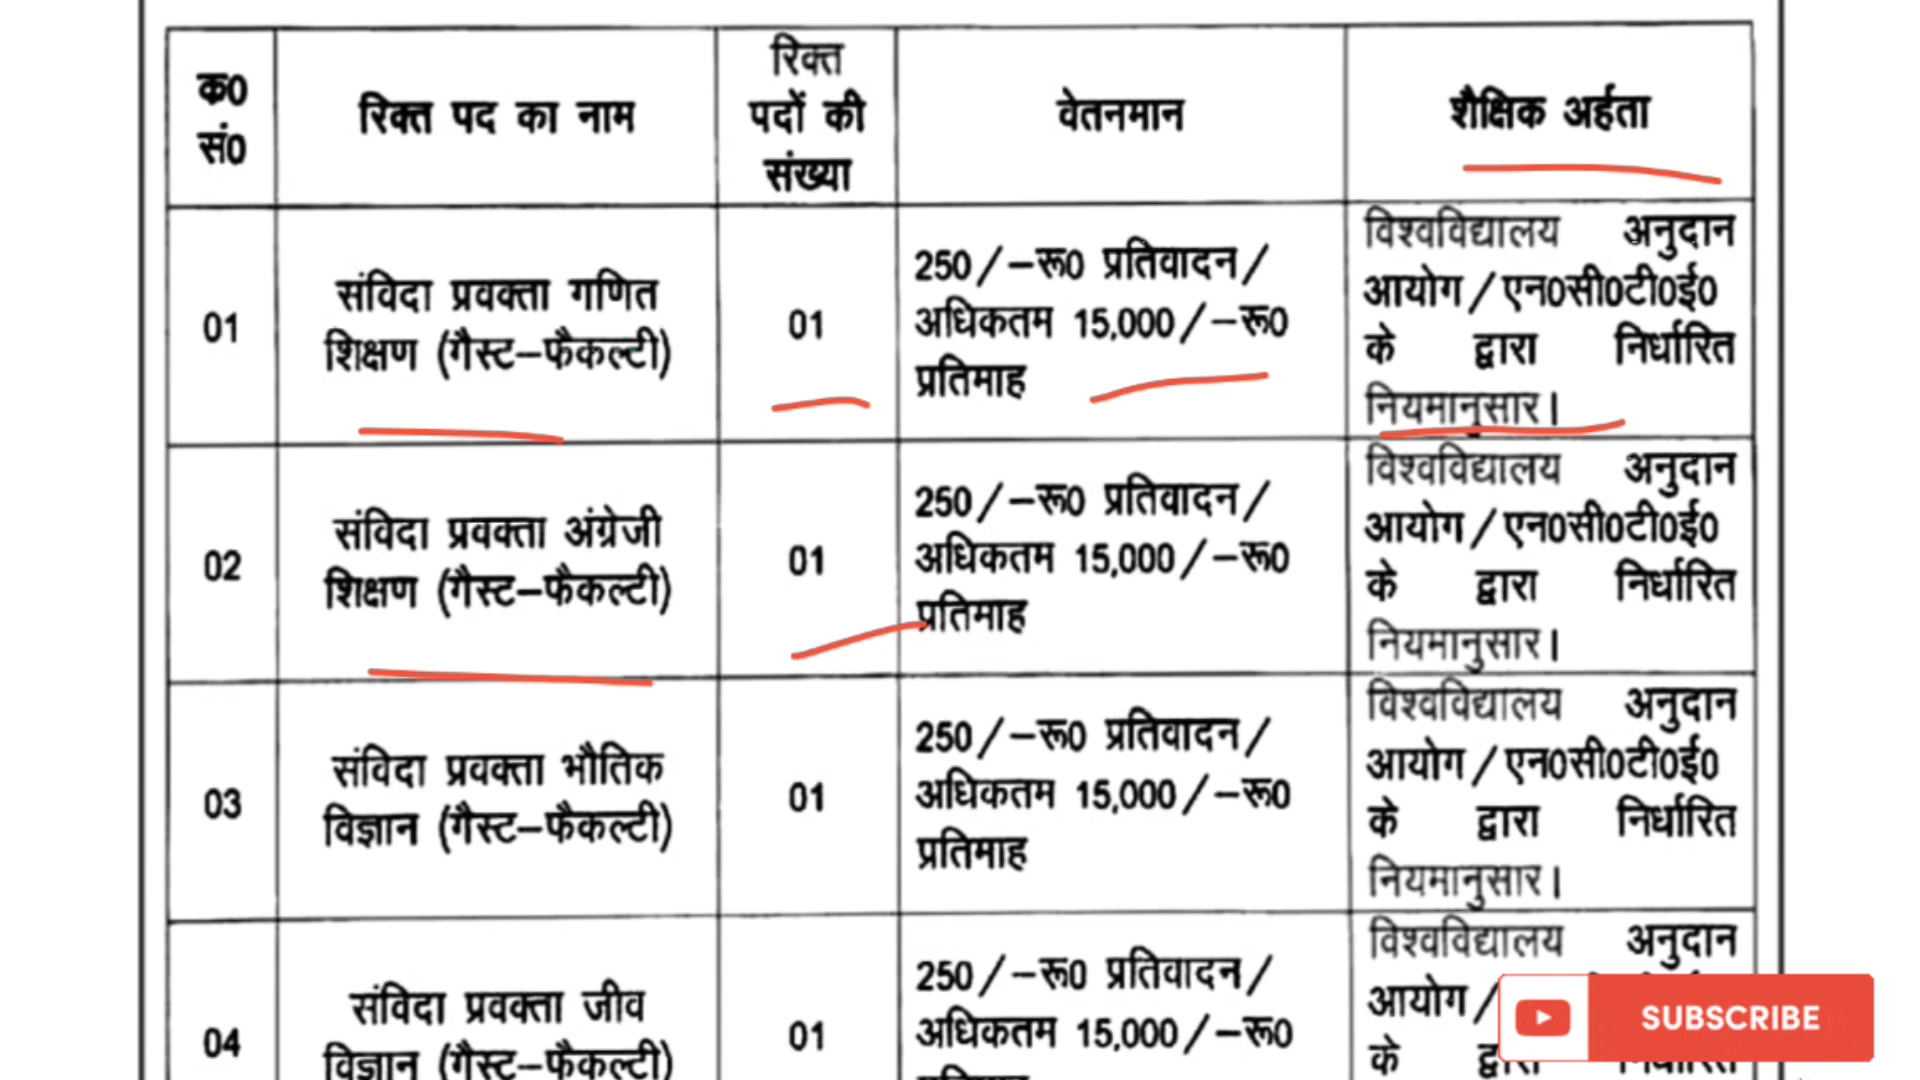 क0
सं0
रिक्त पद का नाम
रिक्त
पदों की
संख्या
वेतनमान
शैक्षिक अर्हता
01
संविदा प्रवक्ता गणित
शिक्षण (गैस्ट–फैकल्टी)
01
250/–रू0 प्रतिवादन/
अधिकतम 15,000/–रू0
प्रतिमाह
विश्वविद्यालय अनुदान
आयोग/एन0सी0टी0ई0
के द्वारा निर्धारित
नियमानुसार।
02
संविदा प्रवक्ता अंग्रेजी
शिक्षण (गैस्ट–फैकल्टी)
01
250/–रू0 प्रतिवादन/
अधिकतम 15,000/–रू0
प्रतिमाह
विश्वविद्यालय अनुदान
आयोग/एन0सी0टी0ई0
के द्वारा निर्धारित
नियमानुसार।
03
संविदा प्रवक्ता भौतिक
विज्ञान (गैस्ट–फैकल्टी)
01
250/–रू0 प्रतिवादन/
अधिकतम 15,000/–रू0
प्रतिमाह
विश्वविद्यालय अनुदान
आयोग/एन0सी0टी0ई0
के द्वारा निर्धारित
नियमानुसार।
04
संविदा प्रवक्ता जीव
विज्ञान (गैस्ट–फैकल्टी)
01
250/–रू0 प्रतिवादन/
अधिकतम 15,000/–रू0
विश्वविद्यालय अनुदान
आयोग/
के
SUBSCRIBE